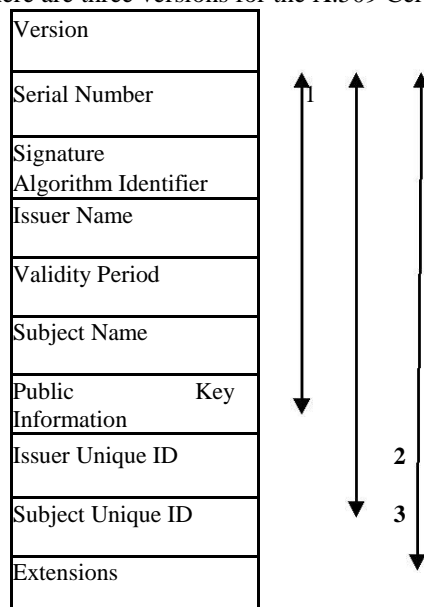 Version
Serial Number
1
Signature
Algorithm Identifier
Issuer Name
Validity Period
Subject Name
Public Key
Information
Issuer Unique ID
2
Subject Unique ID
3
Extensions